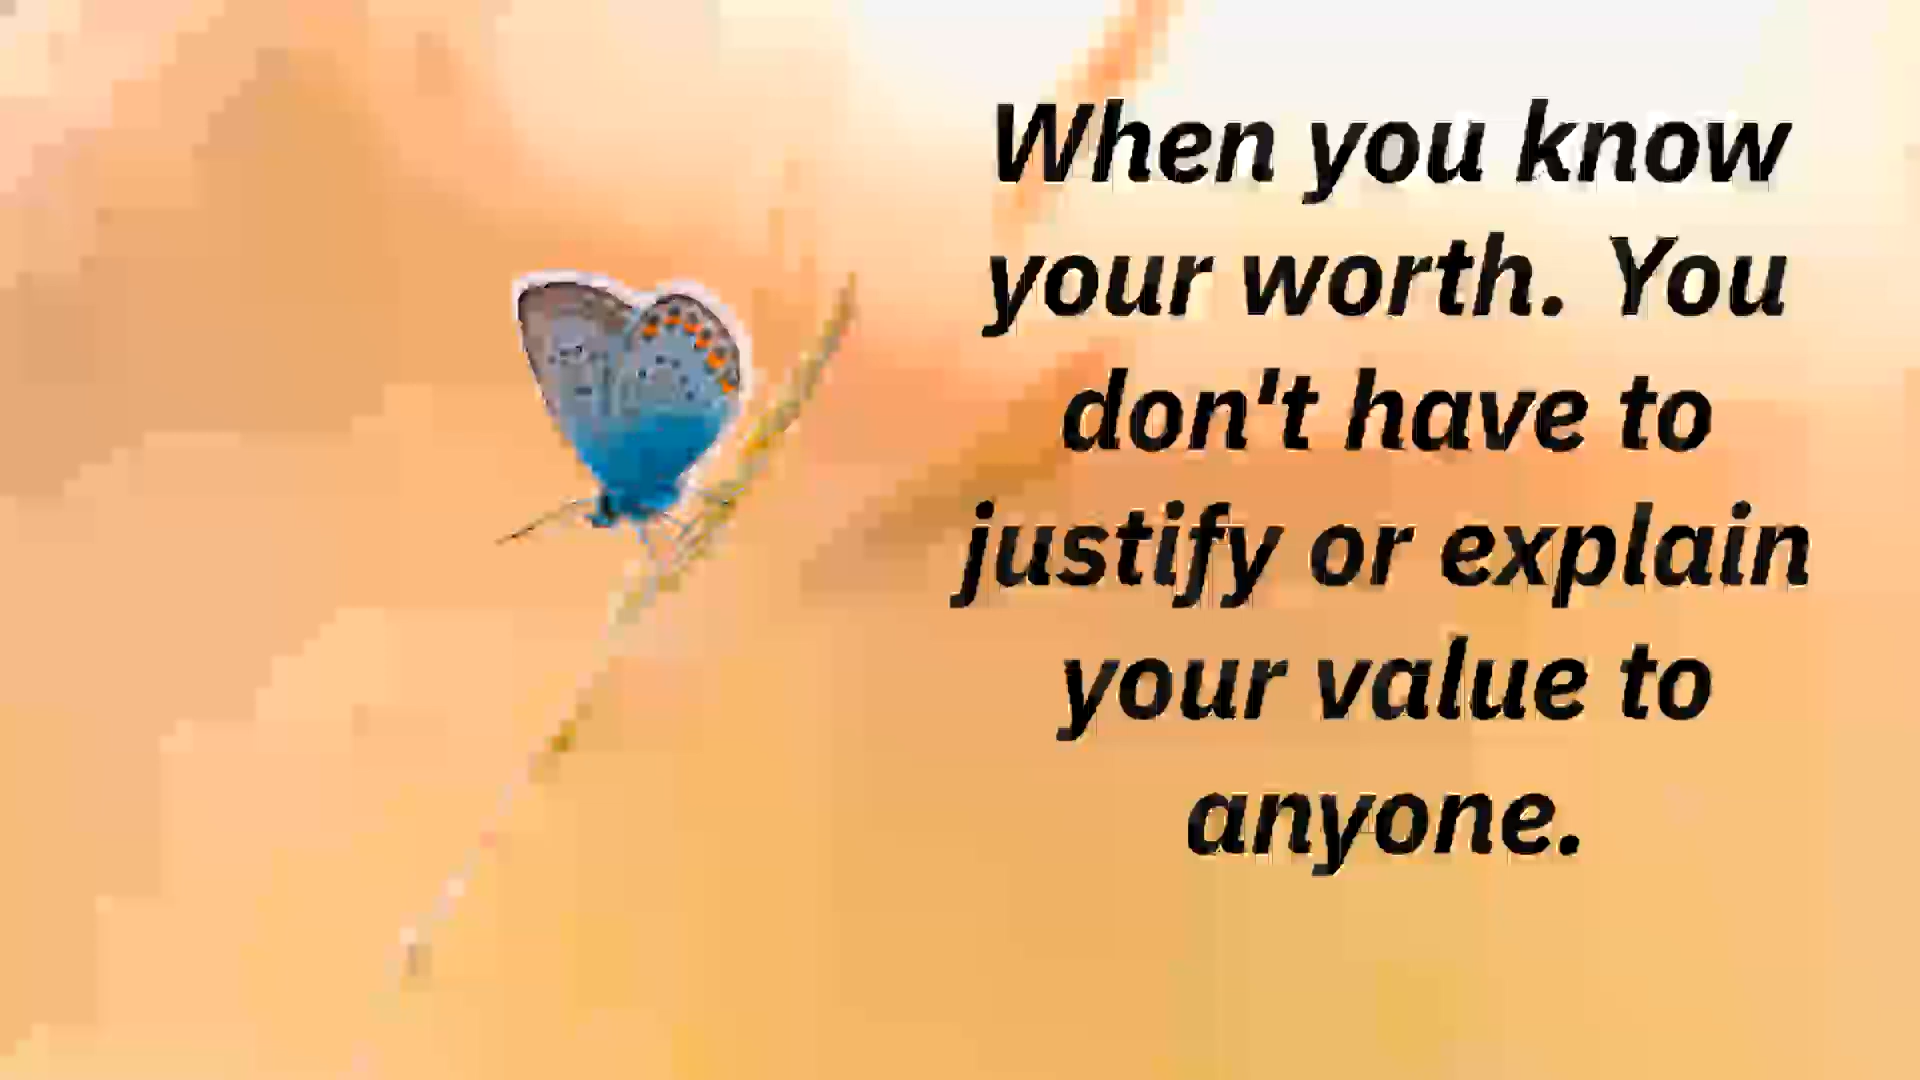 When you know
your worth. You
don't have to
justify or explain
your value to
anyone.